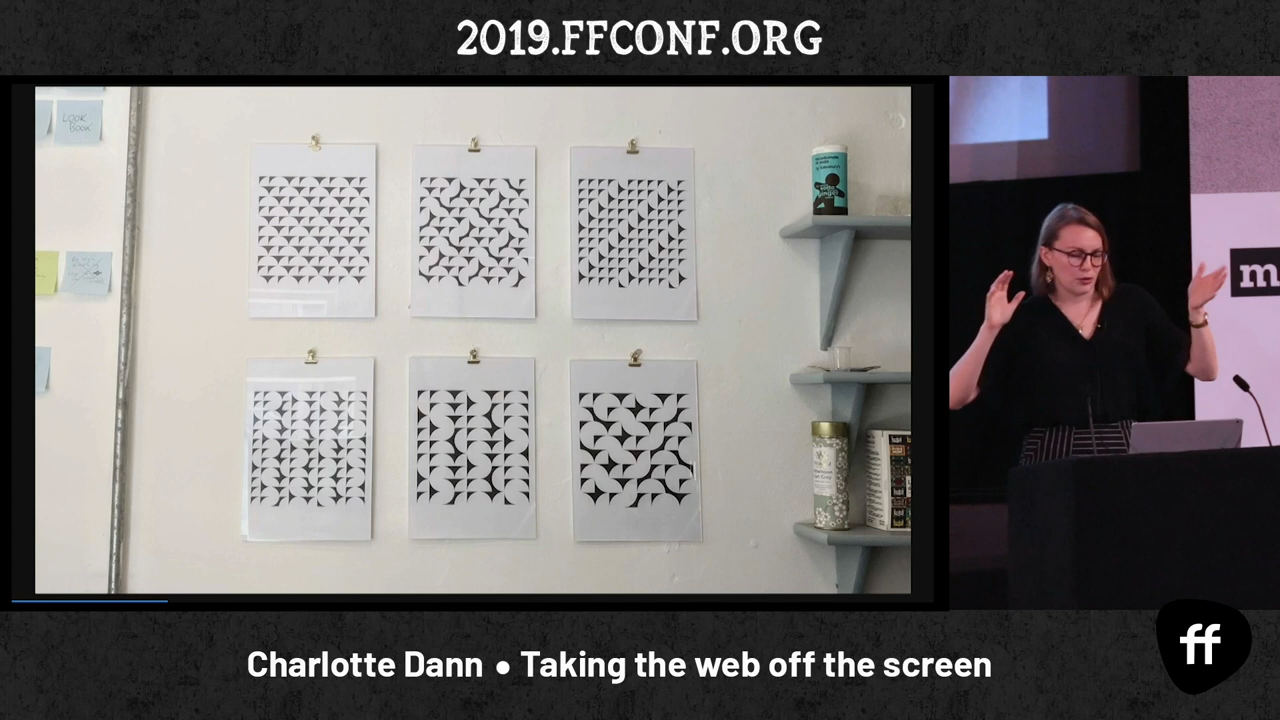 2019.FFCONF.ORG
LOOK
BOOK
m
Charlotte Dann • Taking the web off the screen
ff